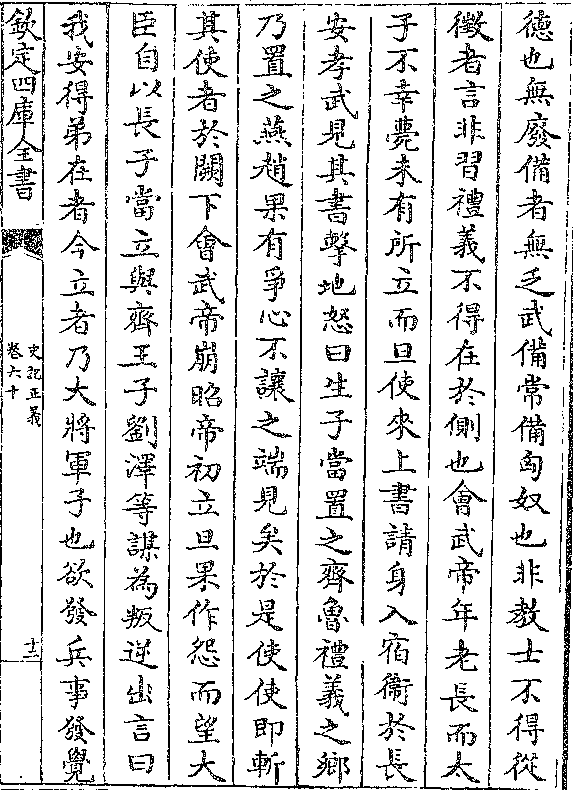 德也無廢備者無乏武備常備匈奴也非教士不得從
徵者言非習禮義不得在於側也會武帝年老長而太
子不幸薨未有所立而旦使來上書請身入宿衞於長
安孝武見其書擊地怒曰生子當置之齊魯禮義之鄉
乃置之燕趙果有爭心不讓之端見矣於是使使即斬
其使者於闕下會武帝崩昭帝初立旦果作怨而望大
臣自以長子當立與齊王子劉澤等謀為叛逆出言曰
我安得弟在者今立者乃大將軍子也欲發兵事發覺
欽定四庫全書
史記正義
卷六十
十三